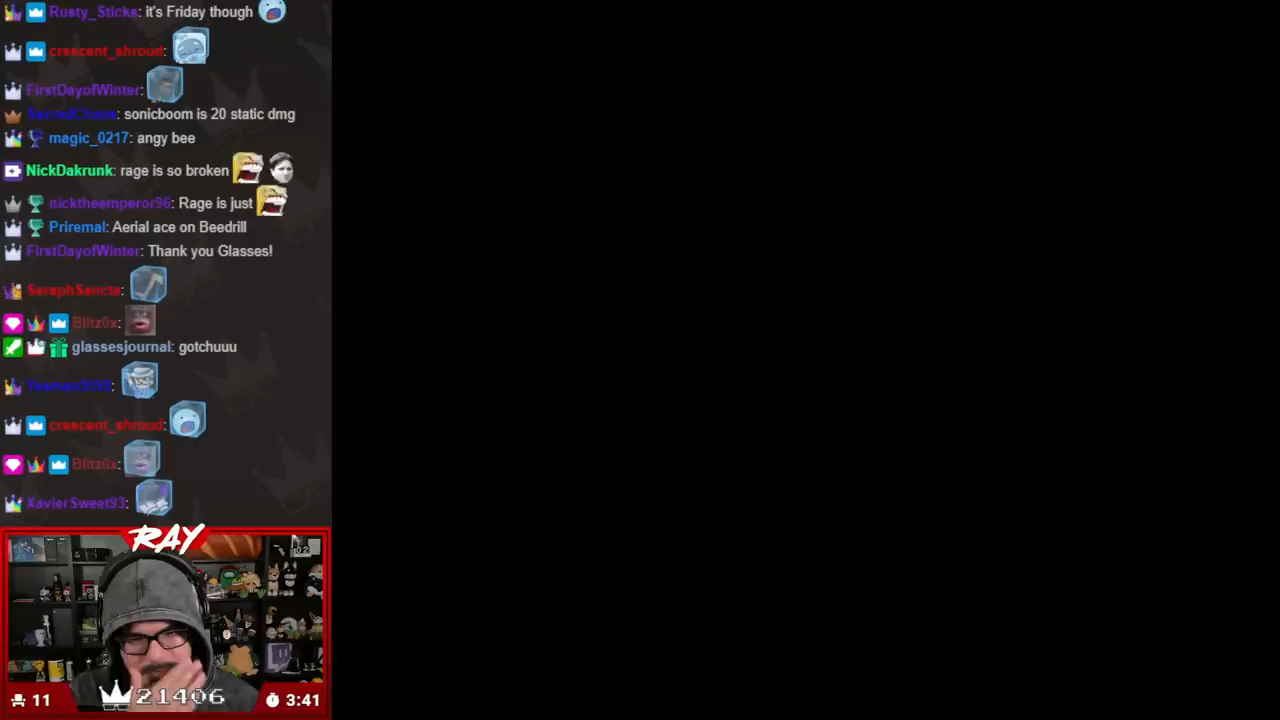 Rusty_Sticks: it's Friday though
crescent_shroud:
FirstDayofWinter:
SacredChaos: sonicboom is 20 static dmg
magic_0217: angy bee
NickDakrunk: rage is so broken
nicktheemperor96: Rage is just
Priremal: Aerial ace on Beedrill
FirstDayofWinter: Thank you Glasses!
SeraphSancta:
Blitz0x:
glassesjournal: gotchuuu
Yesman5098:
crescent_shroud:
Blitz0x:
XavierSweet93:
RAY
11
21406
3:41